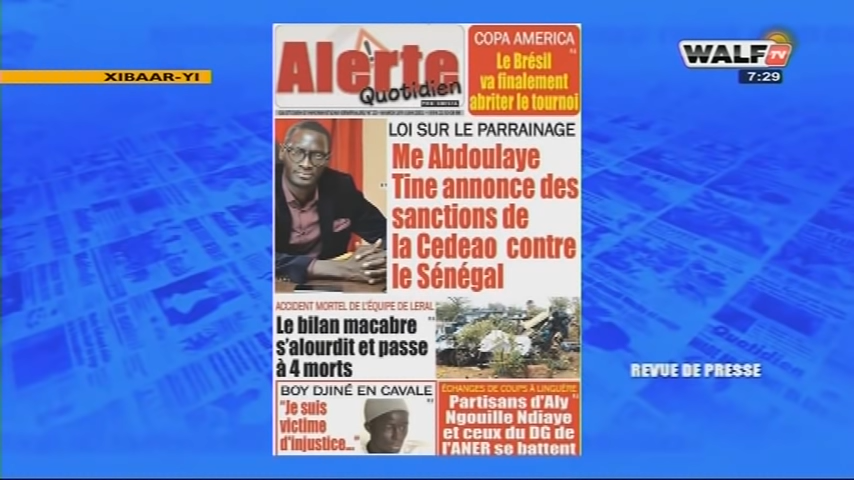 XIBAAR-YI
WALF TV
7:29
Alerte
Quotidien
COPA AMERICA
Le Brésil
va finalement
abriter le tournoi
LOI SUR LE PARRAINAGE
Me Abdoulaye
Tine annonce des
sanctions de
la Cedeao contre
le Sénégal
ACCIDENT MORTEL DE L'ÉQUIPE DE LERAL
Le bilan macabre
s'alourdit et passe
à 4 morts
BOY DJINÉ EN CAVALE
"Je suis
victime
d'injustice..."
ÉCHANGES DE COUPS À LINGUÈRE
Partisans d'Aly
Ngouille Ndiaye
et ceux du DG de
l'ANER se battent
REVUE DE PRESSE